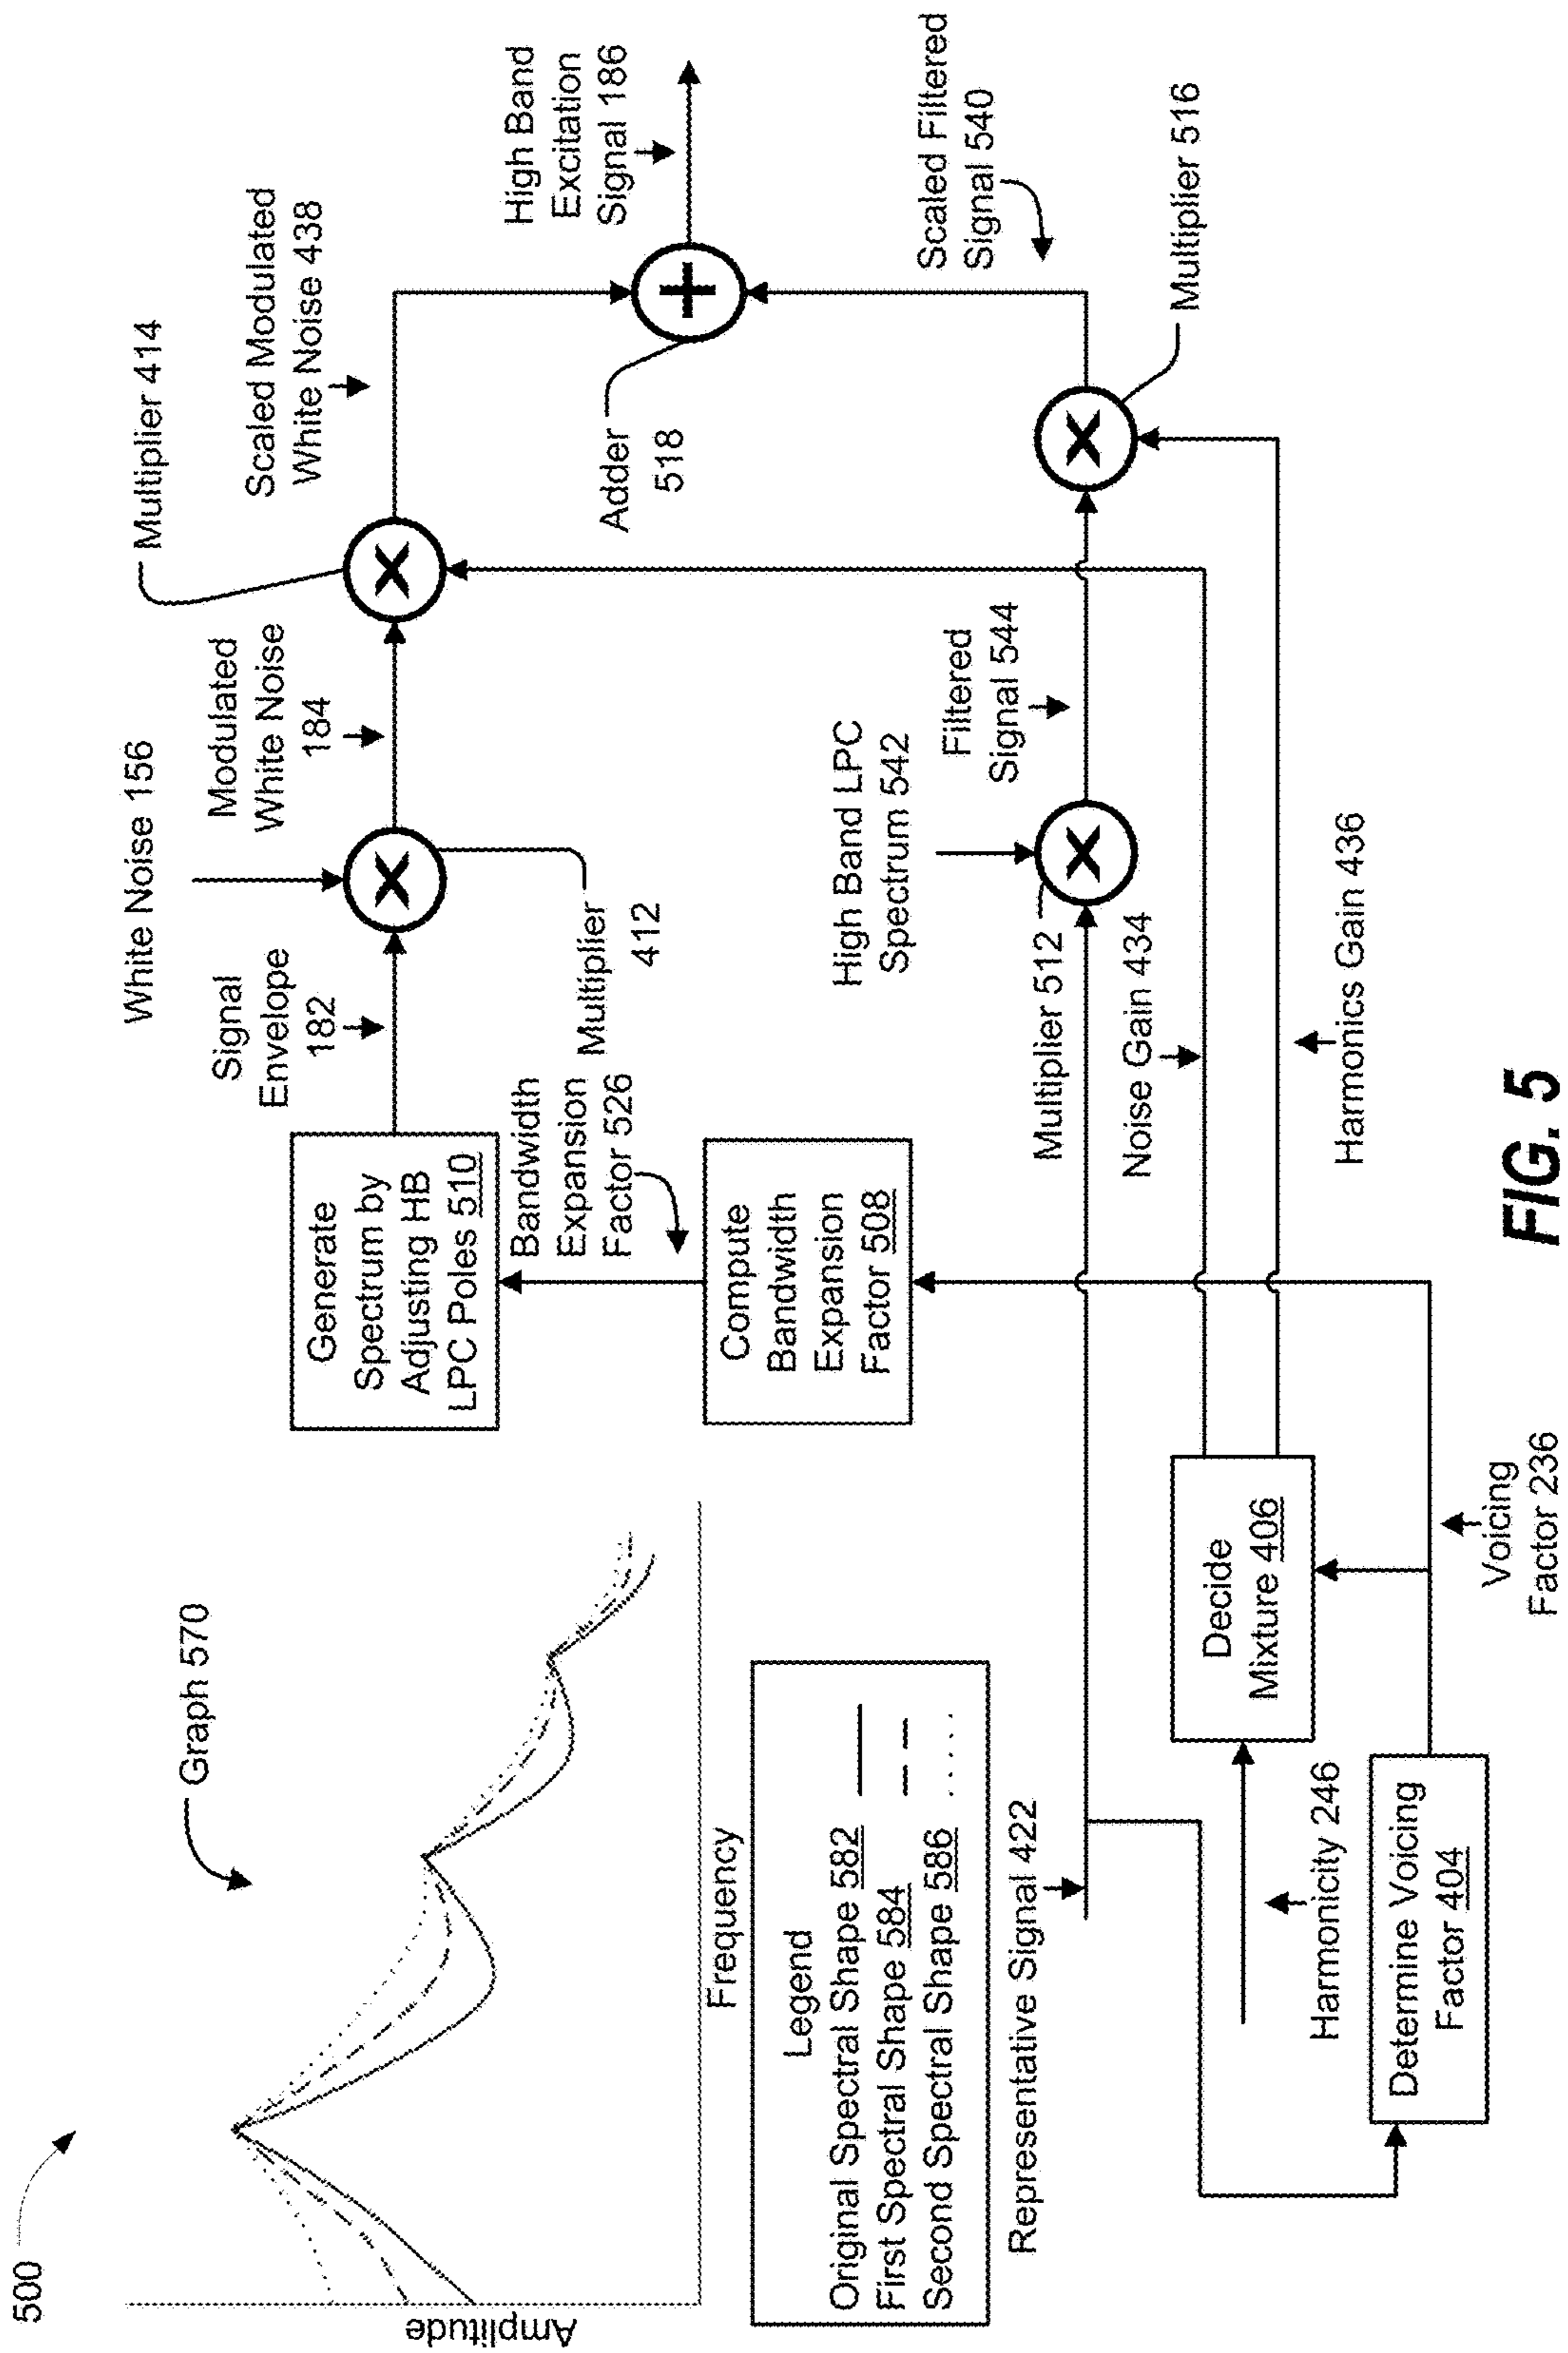 500
Graph 570
Amplitude
Frequency
Legend
Original Spectral Shape 582
First Spectral Shape 584
Second Spectral Shape 586
Generate
Spectrum by
Adjusting HB
LPC Poles 510
Bandwidth
Expansion
Factor 526
Compute
Bandwidth
Expansion
Factor 508
Signal
Envelope
182
White Noise 156
Multiplier
412
Modulated
White Noise
184
Multiplier 414
Scaled Modulated
White Noise 438
Adder
518
High Band
Excitation
Signal 186
Representative Signal 422
High Band LPC
Spectrum 542
Multiplier 512
Filtered
Signal 544
Scaled Filtered
Signal 540
Multiplier 516
Noise Gain 434
Harmonics Gain 436
Harmonicity 246
Decide
Mixture 406
Determine Voicing
Factor 404
Voicing
Factor 236
FIG. 5